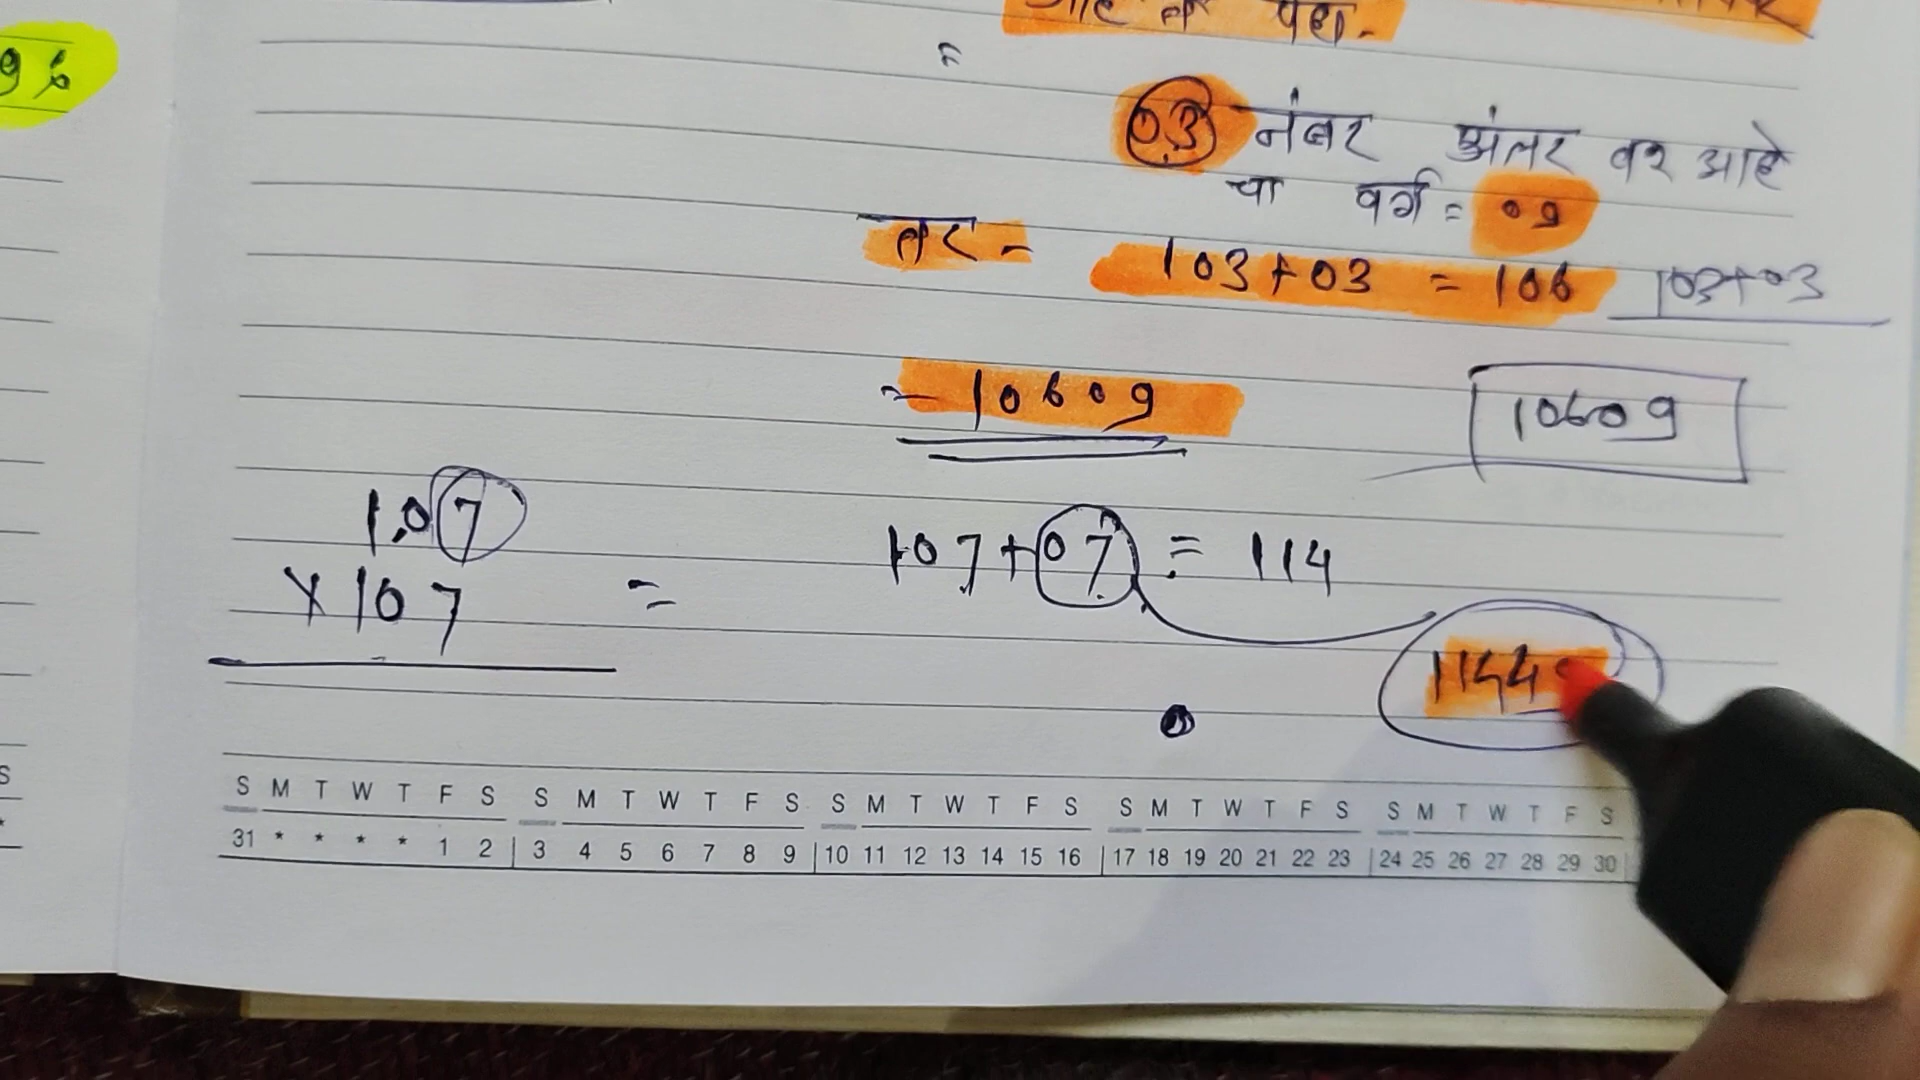 96
03 नंबर अंतर वर आहे
चा वर्ग = 09
तर - 103+03 = 106 103+03
= 10609 10609
107 107+07 = 114
X 107 =
1144
S M T W T F S S M T W T F S S M T W T F S S M T W T F S S M T W T F S
31 * * * * 1 2 3 4 5 6 7 8 9 10 11 12 13 14 15 16 17 18 19 20 21 22 23 24 25 26 27 28 29 30